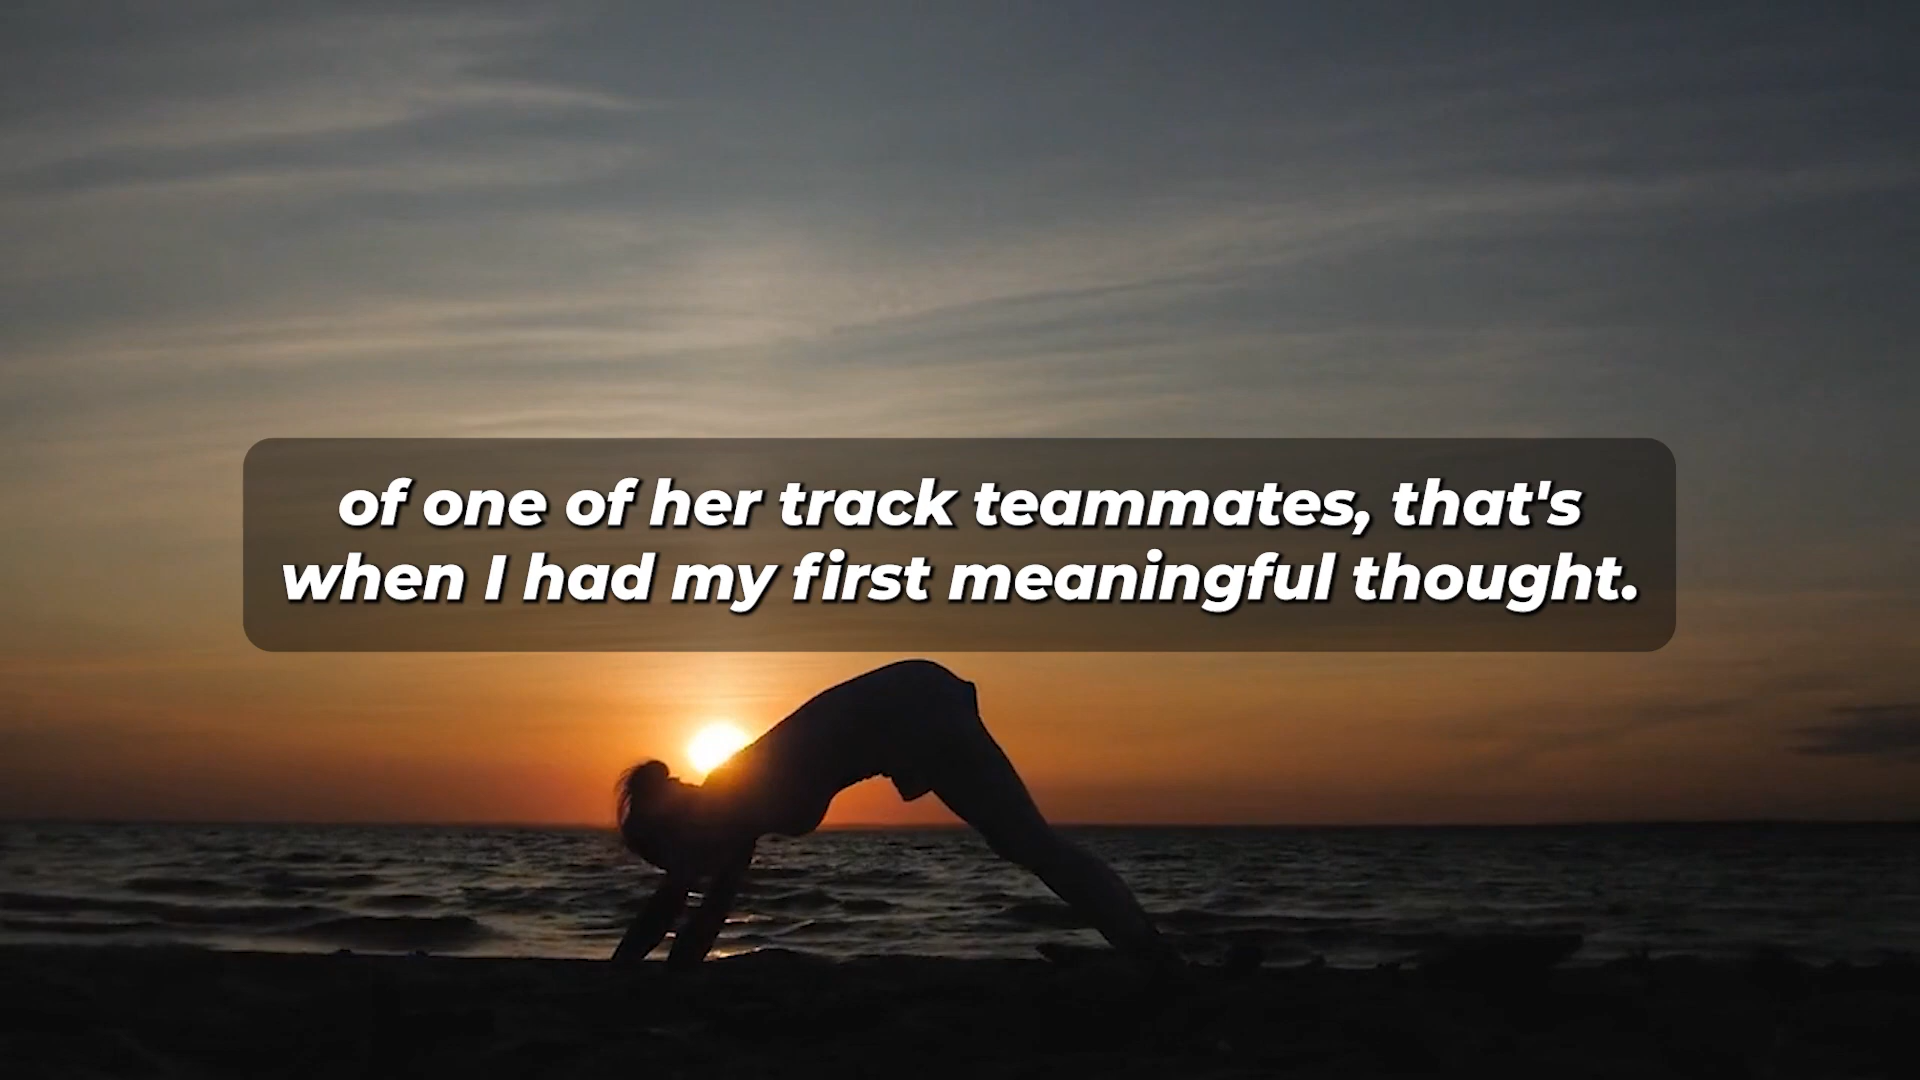 of one of her track teammates, that's
when I had my first meaningful thought.